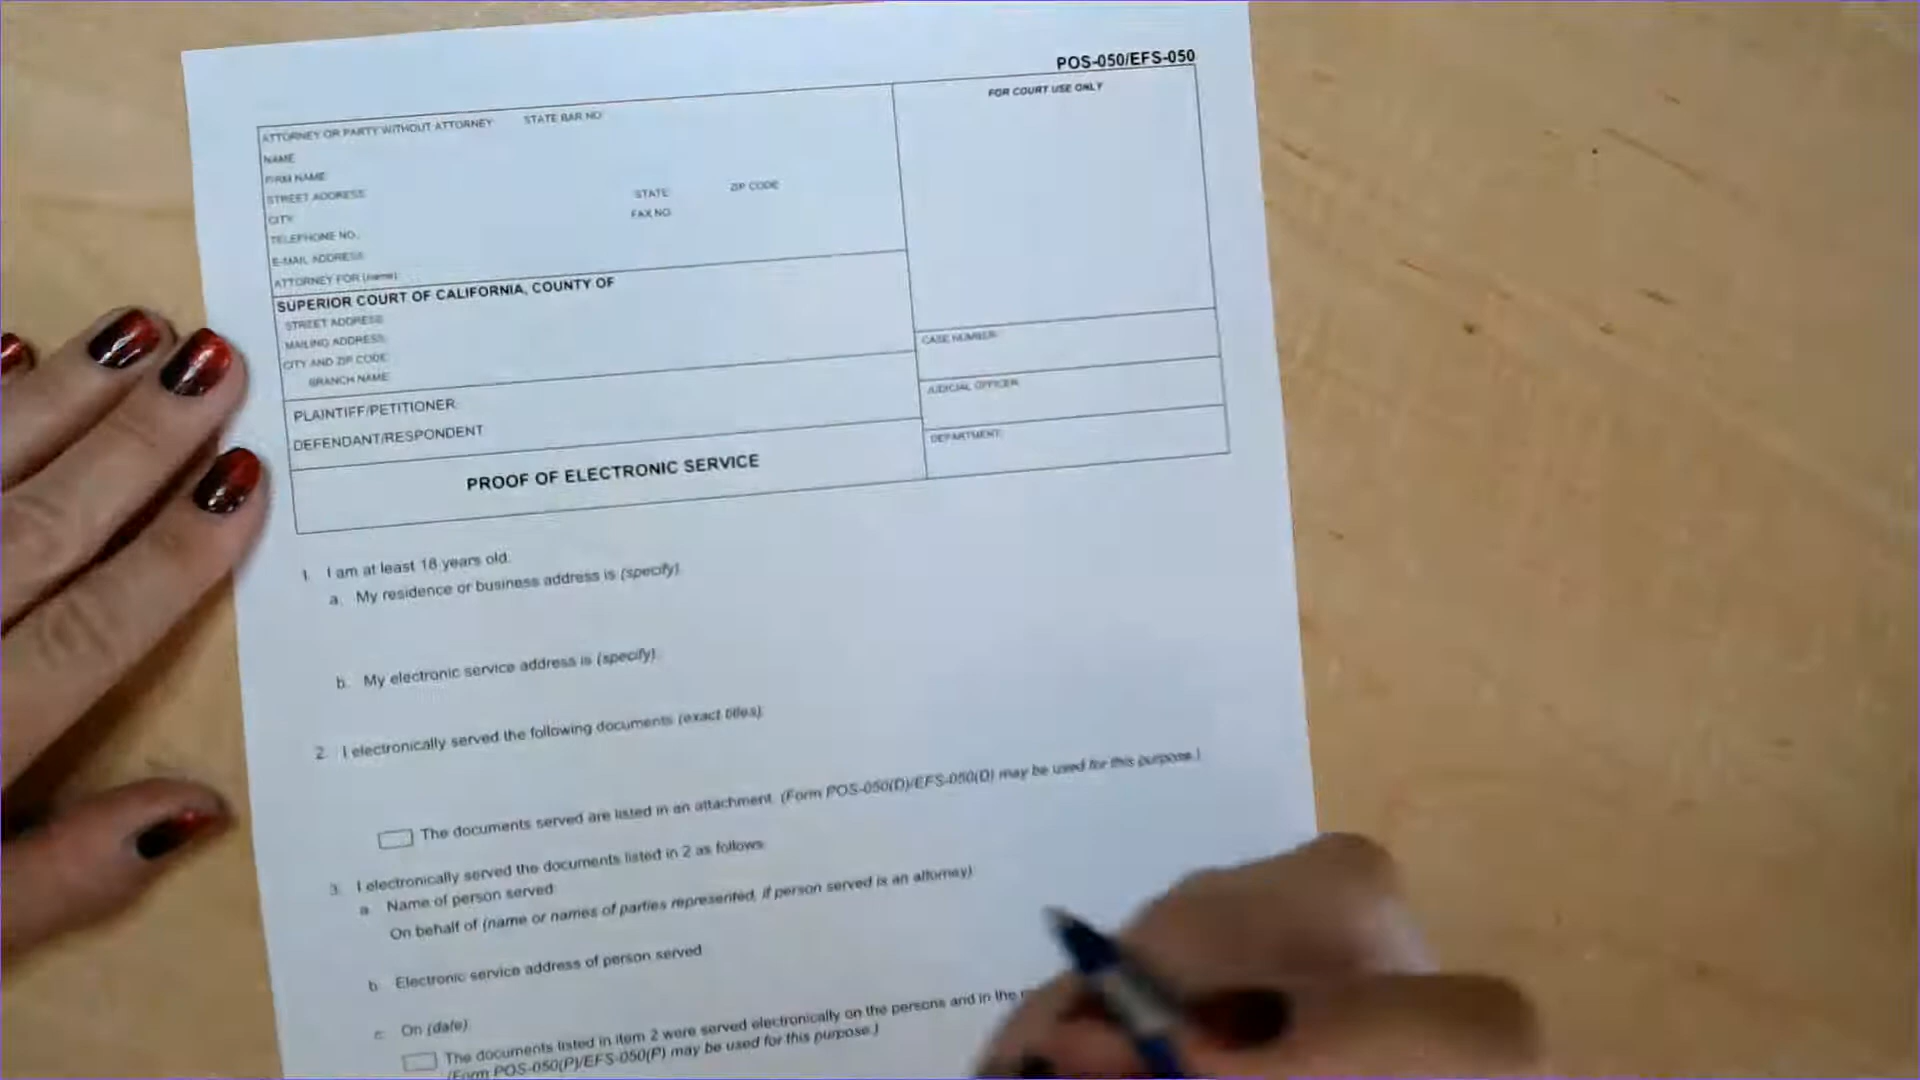 POS-050/EFS-050
ATTORNEY OR PARTY WITHOUT ATTORNEY STATE BAR NO
FOR COURT USE ONLY
NAME
FIRM NAME
STREET ADDRESS
CITY STATE ZIP CODE
TELEPHONE NO. FAX NO.
E-MAIL ADDRESS
ATTORNEY FOR (name)
SUPERIOR COURT OF CALIFORNIA, COUNTY OF
STREET ADDRESS
MAILING ADDRESS
CITY AND ZIP CODE
BRANCH NAME
CASE NUMBER:
PLAINTIFF/PETITIONER
JUDICIAL OFFICER:
DEFENDANT/RESPONDENT
DEPARTMENT:
PROOF OF ELECTRONIC SERVICE
1. I am at least 18 years old.
a. My residence or business address is (specify):
b. My electronic service address is (specify):
2. I electronically served the following documents (exact titles):
The documents served are listed in an attachment. (Form POS-050(D)/EFS-050(D) may be used for this purpose.)
3. I electronically served the documents listed in 2 as follows:
a. Name of person served:
On behalf of (name or names of parties represented, if person served is an attorney):
b. Electronic service address of person served
c. On (date):
The documents listed in item 2 were served electronically on the persons and in the
(Form POS-050(P)/EFS-050(P) may be used for this purpose.)